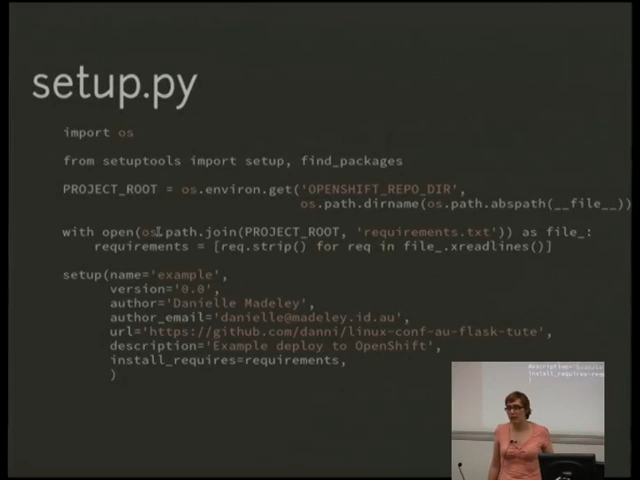 setup.py
import os
from setuptools import setup, find_packages
PROJECT_ROOT = os.environ.get('OPENSHIFT_REPO_DIR',
os.path.dirname(os.path.abspath(__file__))
with open(os.path.join(PROJECT_ROOT, 'requirements.txt')) as file_:
requirements = [req.strip() for req in file_.xreadlines()]
setup(name='example',
version='0.0',
author='Danielle Madeley',
author_email='danielle@madeley.id.au',
url='https://github.com/danni/linux-conf-au-flask-tute',
description='Example deploy to OpenShift',
install_requires=requirements,
)